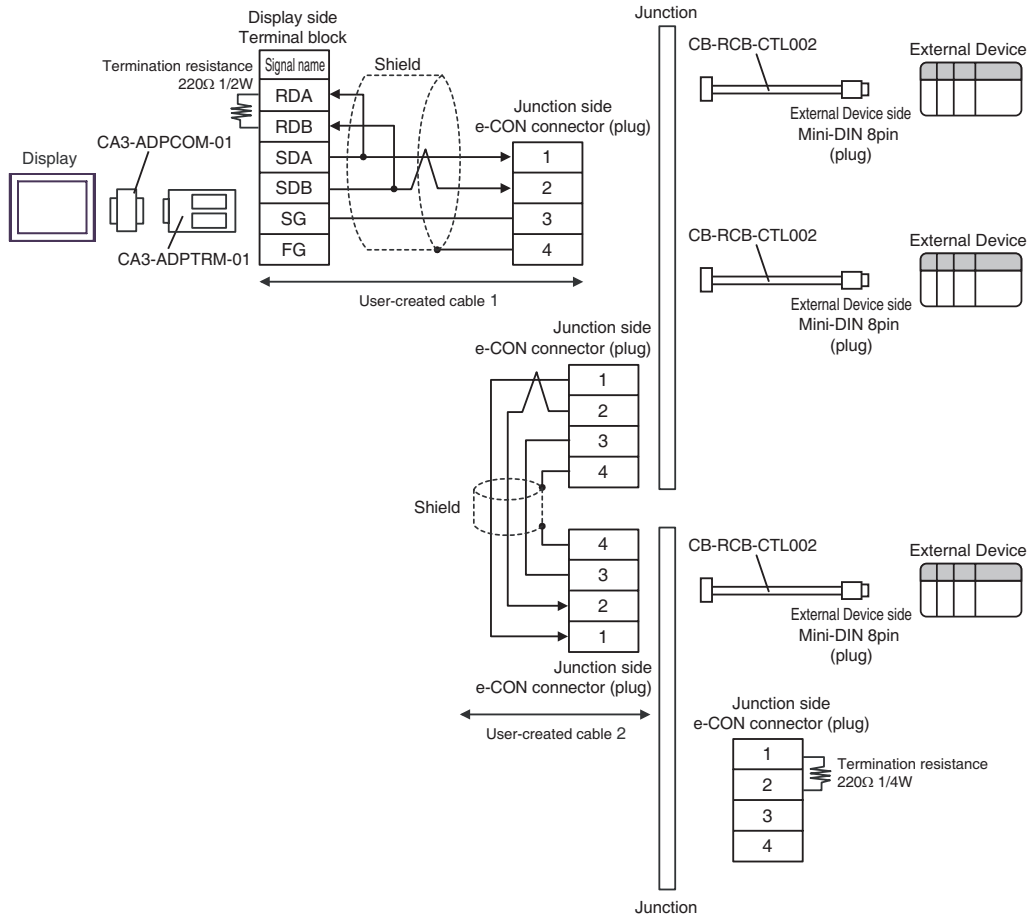 Display side
Terminal block
Junction
Termination resistance
220Ω 1/2W
Signal name
RDA
RDB
SDA
SDB
SG
FG
Shield
Junction side
e-CON connector (plug)
1
2
3
4
Display
CA3-ADPCOM-01
CA3-ADPTRM-01
User-created cable 1
CB-RCB-CTL002
External Device
External Device side
Mini-DIN 8pin
(plug)
CB-RCB-CTL002
External Device
External Device side
Mini-DIN 8pin
(plug)
Junction side
e-CON connector (plug)
1
2
3
4
Shield
4
3
2
1
Junction side
e-CON connector (plug)
User-created cable 2
CB-RCB-CTL002
External Device
External Device side
Mini-DIN 8pin
(plug)
Junction side
e-CON connector (plug)
1
2
3
4
Termination resistance
220Ω 1/4W
Junction